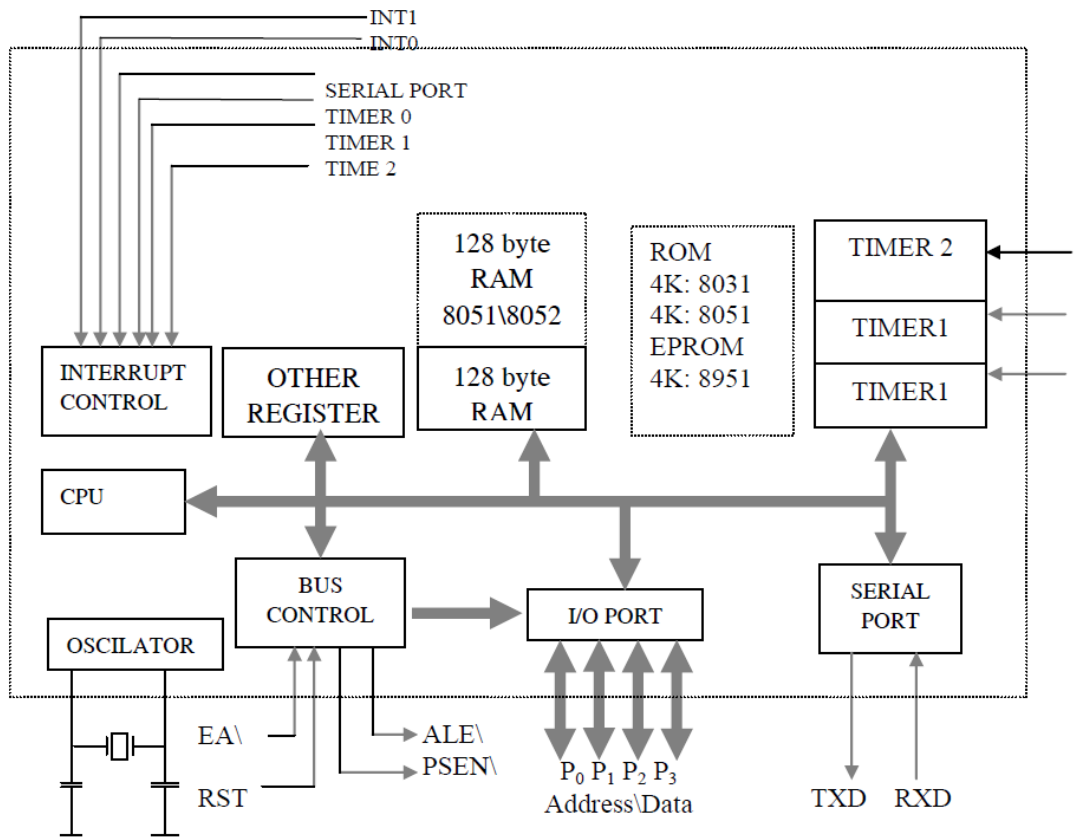 INT1
INT0
SERIAL PORT
TIMER 0
TIMER 1
TIME 2
128 byte
RAM
8051\8052
ROM
4K: 8031
4K: 8051
EPROM
4K: 8951
TIMER 2
TIMER1
TIMER1
INTERRUPT
CONTROL
OTHER
REGISTER
128 byte
RAM
CPU
BUS
CONTROL
I/O PORT
SERIAL
PORT
OSCILATOR
EA\
ALE\
PSEN\
RST
P0 P1 P2 P3
Address\Data
TXD RXD